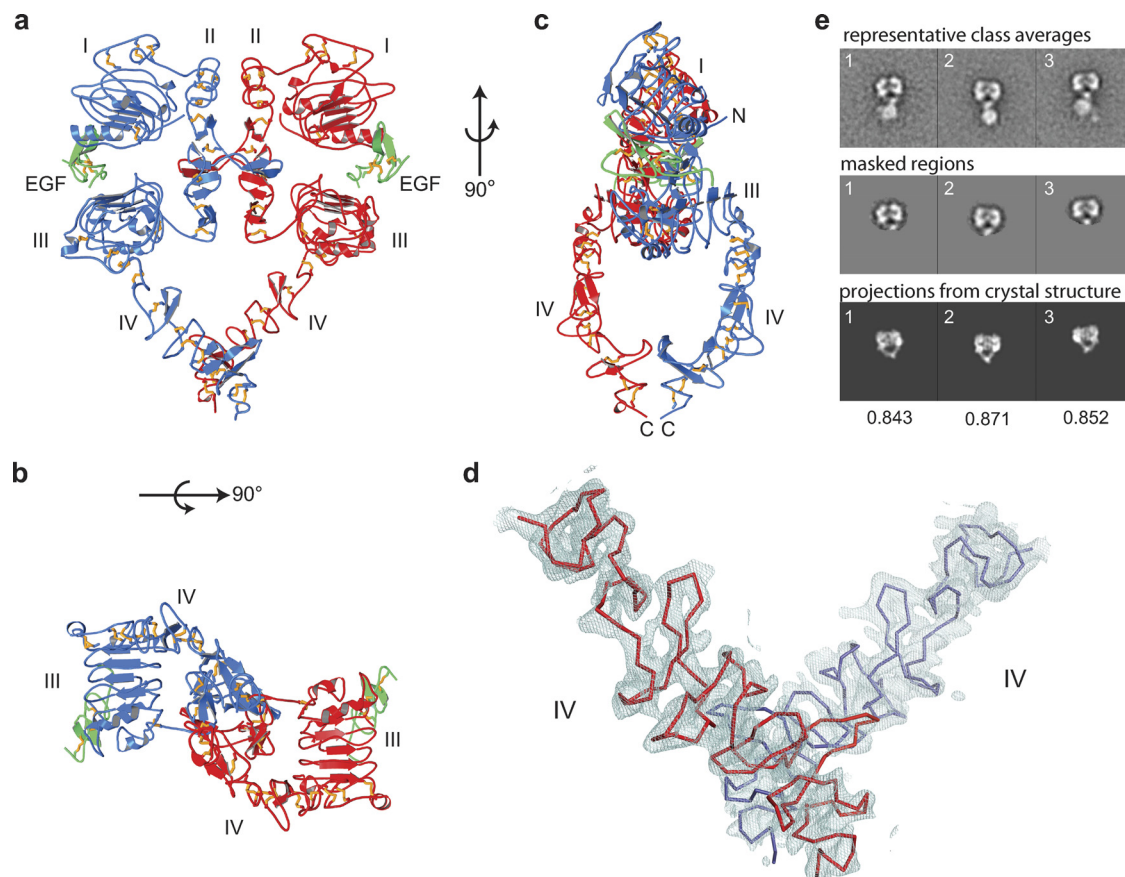 a
I II II I
EGF EGF
III III
IV IV
90°
c
I
N
III
IV IV
C C
e
representative class averages
1 2 3
masked regions
1 2 3
projections from crystal structure
1 2 3
0.843 0.871 0.852
b
90°
IV
III III
IV
d
IV IV